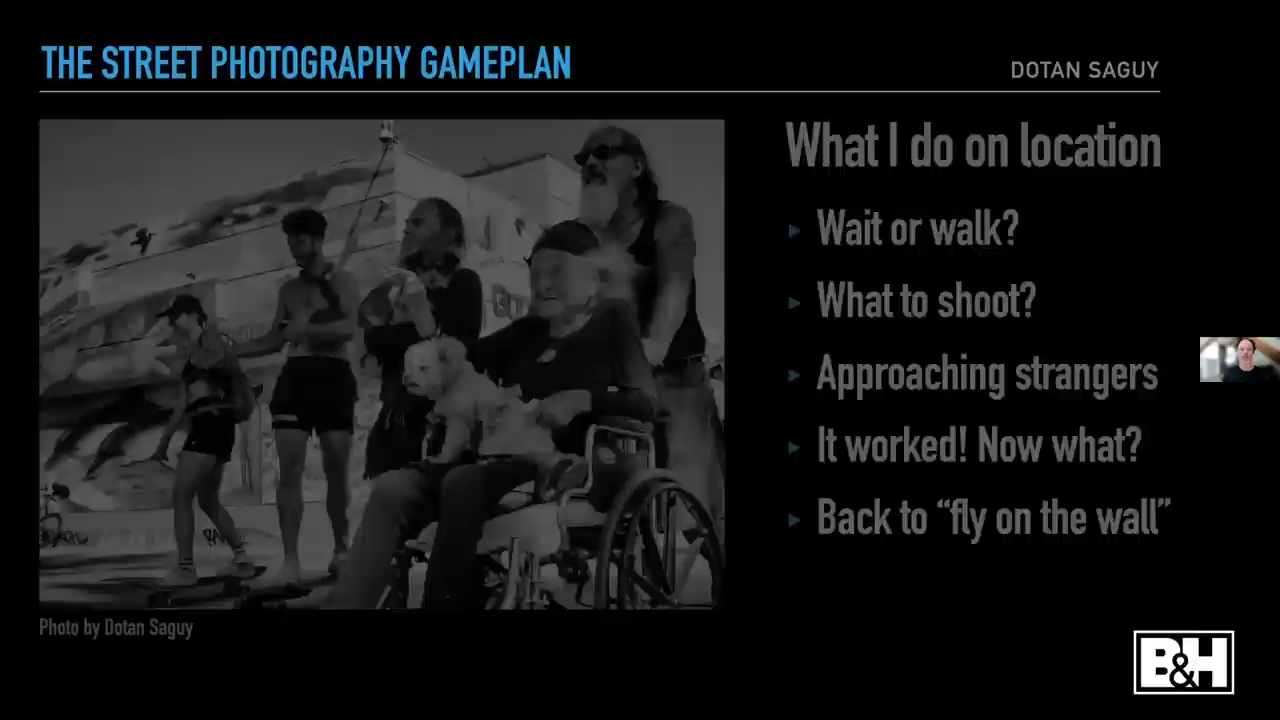 THE STREET PHOTOGRAPHY GAMEPLAN
DOTAN SAGUY
What I do on location
Wait or walk?
What to shoot?
Approaching strangers
It worked! Now what?
Back to “fly on the wall”
Photo by Dotan Saguy
B&H